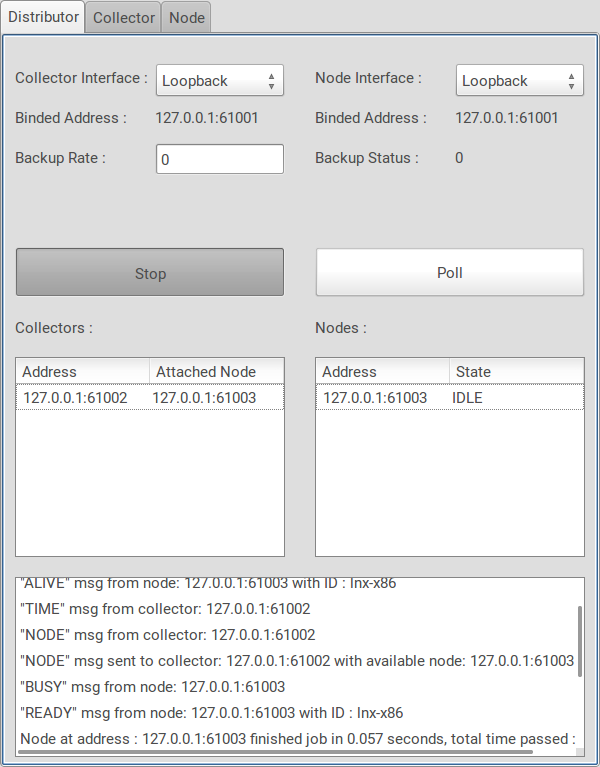 Distributor Collector Node
Collector Interface : Loopback Node Interface : Loopback
Binded Address : 127.0.0.1:61001 Binded Address : 127.0.0.1:61001
Backup Rate : 0 Backup Status : 0
Stop Poll
Collectors : Nodes :
Address Attached Node Address State
127.0.0.1:61002 127.0.0.1:61003 127.0.0.1:61003 IDLE
"ALIVE" msg from node: 127.0.0.1:61003 with ID : lnx-x86
"TIME" msg from collector: 127.0.0.1:61002
"NODE" msg from collector: 127.0.0.1:61002
"NODE" msg sent to collector: 127.0.0.1:61002 with available node: 127.0.0.1:61003
"BUSY" msg from node: 127.0.0.1:61003
"READY" msg from node: 127.0.0.1:61003 with ID : lnx-x86
Node at address : 127.0.0.1:61003 finished job in 0.057 seconds, total time passed :